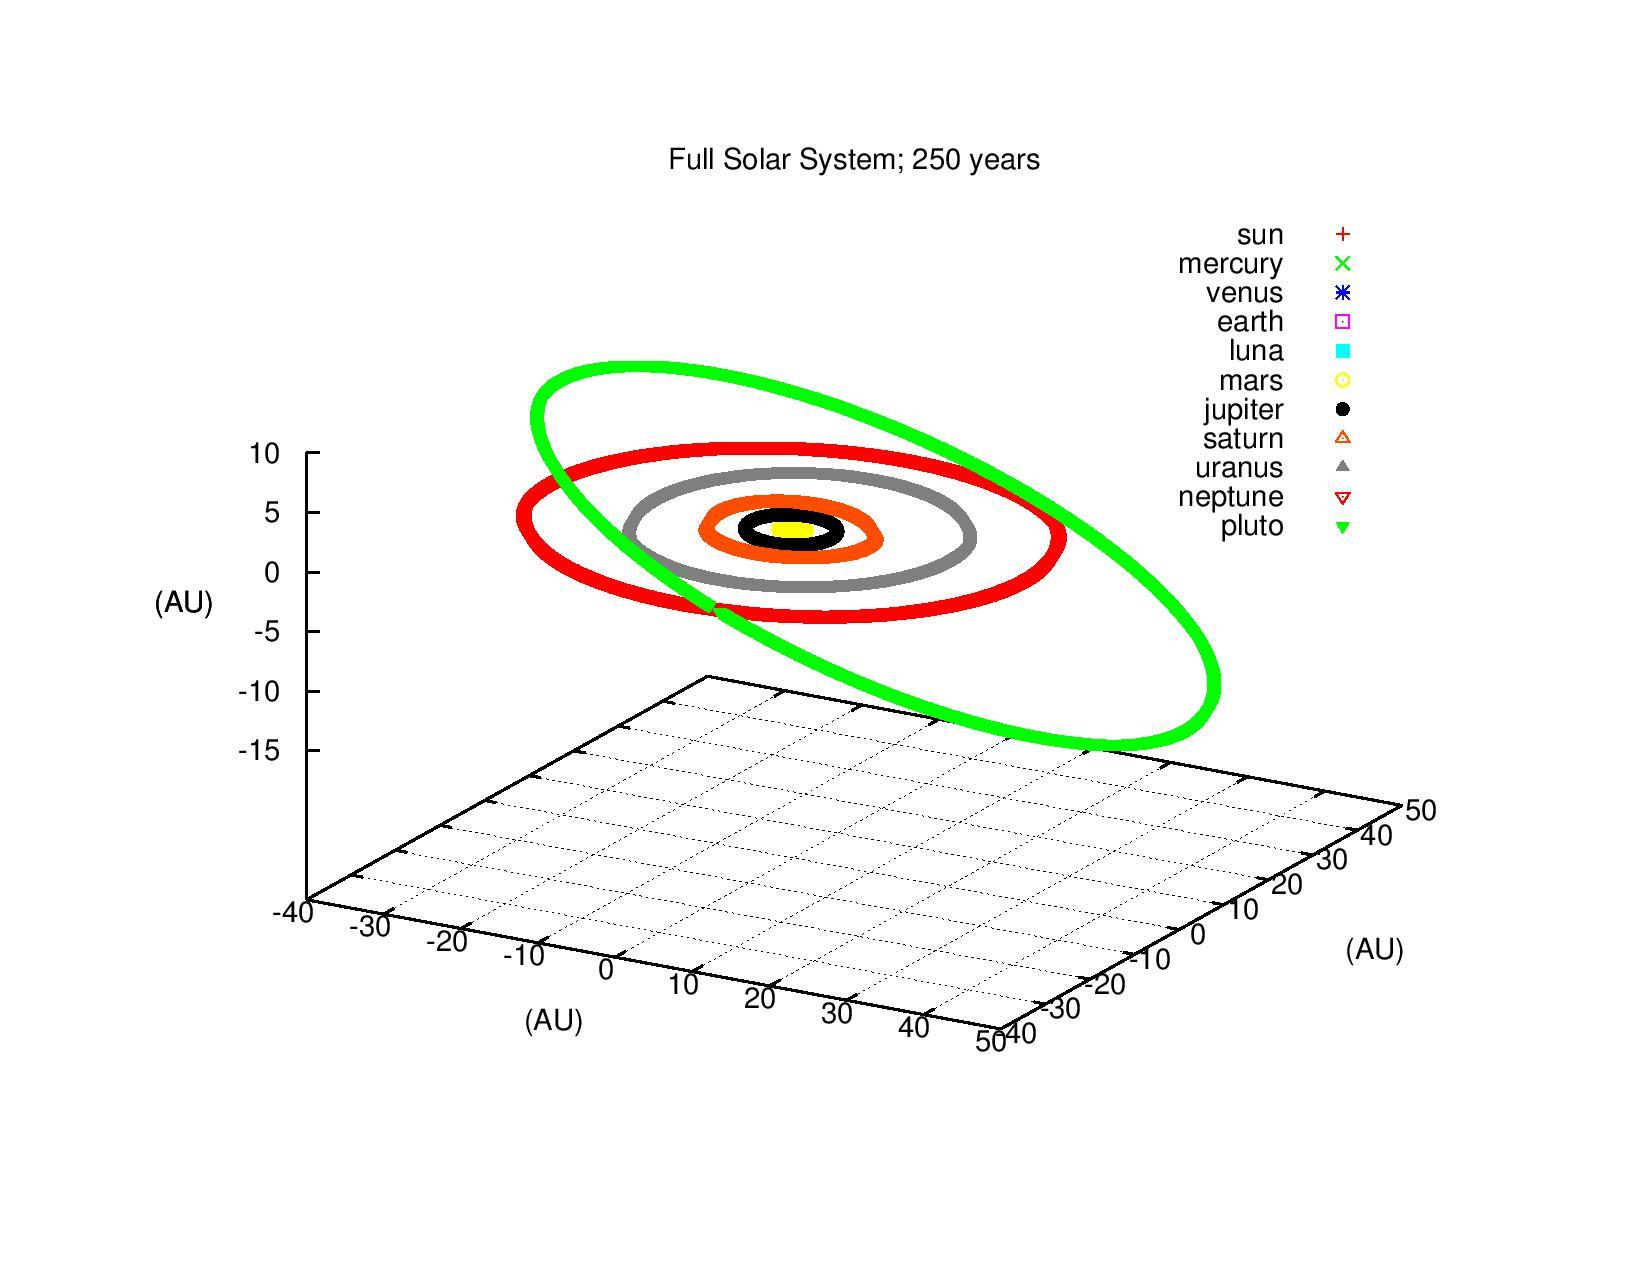 Full Solar System; 250 years
sun
mercury
venus
earth
luna
mars
jupiter
saturn
uranus
neptune
pluto
10
5
0
-5
-10
-15
(AU)
-40
-30
-20
-10
0
10
20
30
40
50
(AU)
-40
-30
-20
-10
0
10
20
30
40
50
(AU)